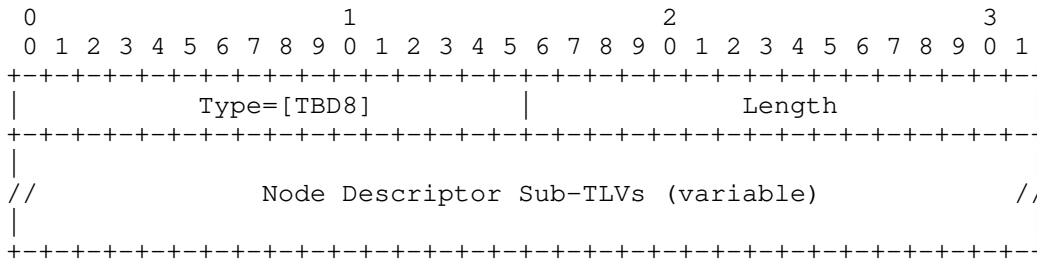 0                   1                   2                   3
 0 1 2 3 4 5 6 7 8 9 0 1 2 3 4 5 6 7 8 9 0 1 2 3 4 5 6 7 8 9 0 1
+-+-+-+-+-+-+-+-+-+-+-+-+-+-+-+-+-+-+-+-+-+-+-+-+-+-+-+-+-+-+-+--
|           Type=[TBD8]         |             Length
+-+-+-+-+-+-+-+-+-+-+-+-+-+-+-+-+-+-+-+-+-+-+-+-+-+-+-+-+-+-+-+--
|
//              Node Descriptor Sub-TLVs (variable)            //
|
+-+-+-+-+-+-+-+-+-+-+-+-+-+-+-+-+-+-+-+-+-+-+-+-+-+-+-+-+-+-+-+--